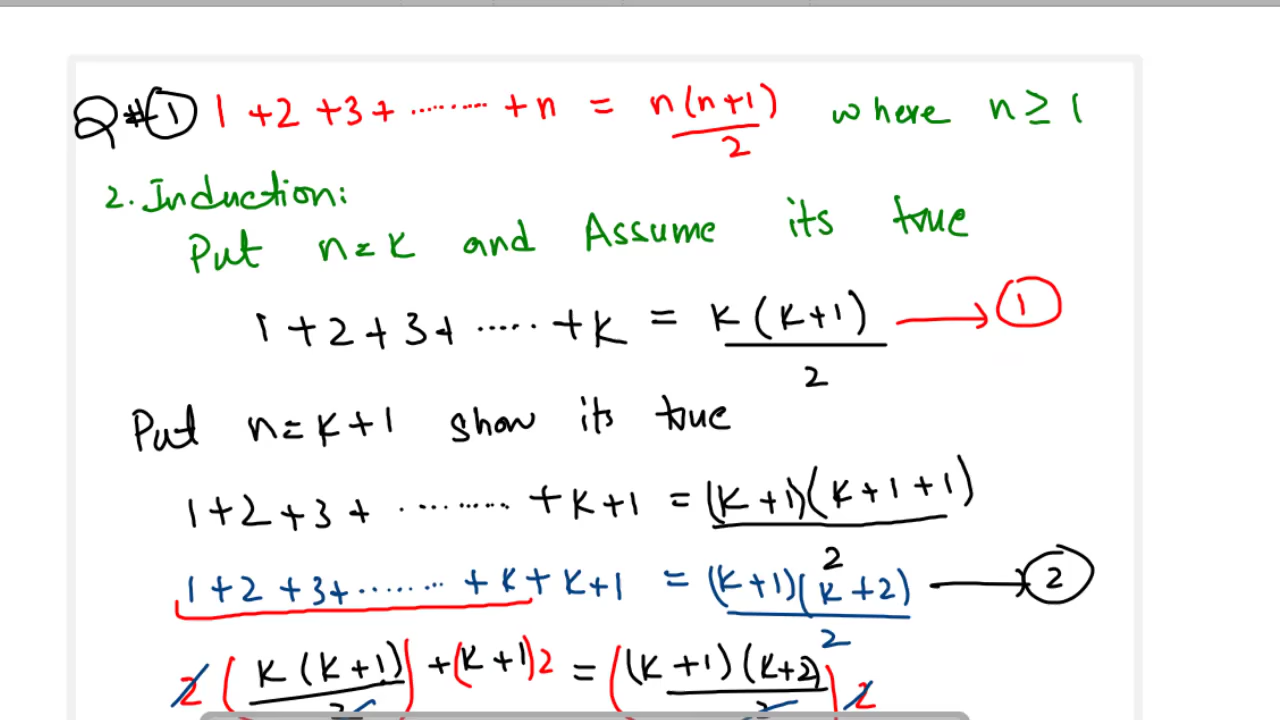 Q#1 1 +2 +3+ ......... +n = n(n+1)/2 where n ≥ 1
2. Induction:
Put n=k and Assume its true
1+2+3+ ..... +k = k(k+1)/2 → 1
Put n=k+1 show its true
1+2+3+ ......... +k+1 = (k+1)(k+1+1)/2
1+2+3+ ....... +k+k+1 = (k+1)(k+2)/2 → 2
2(k(k+1)/2)+(k+1)2 = ((k+1)(k+2)/2)2